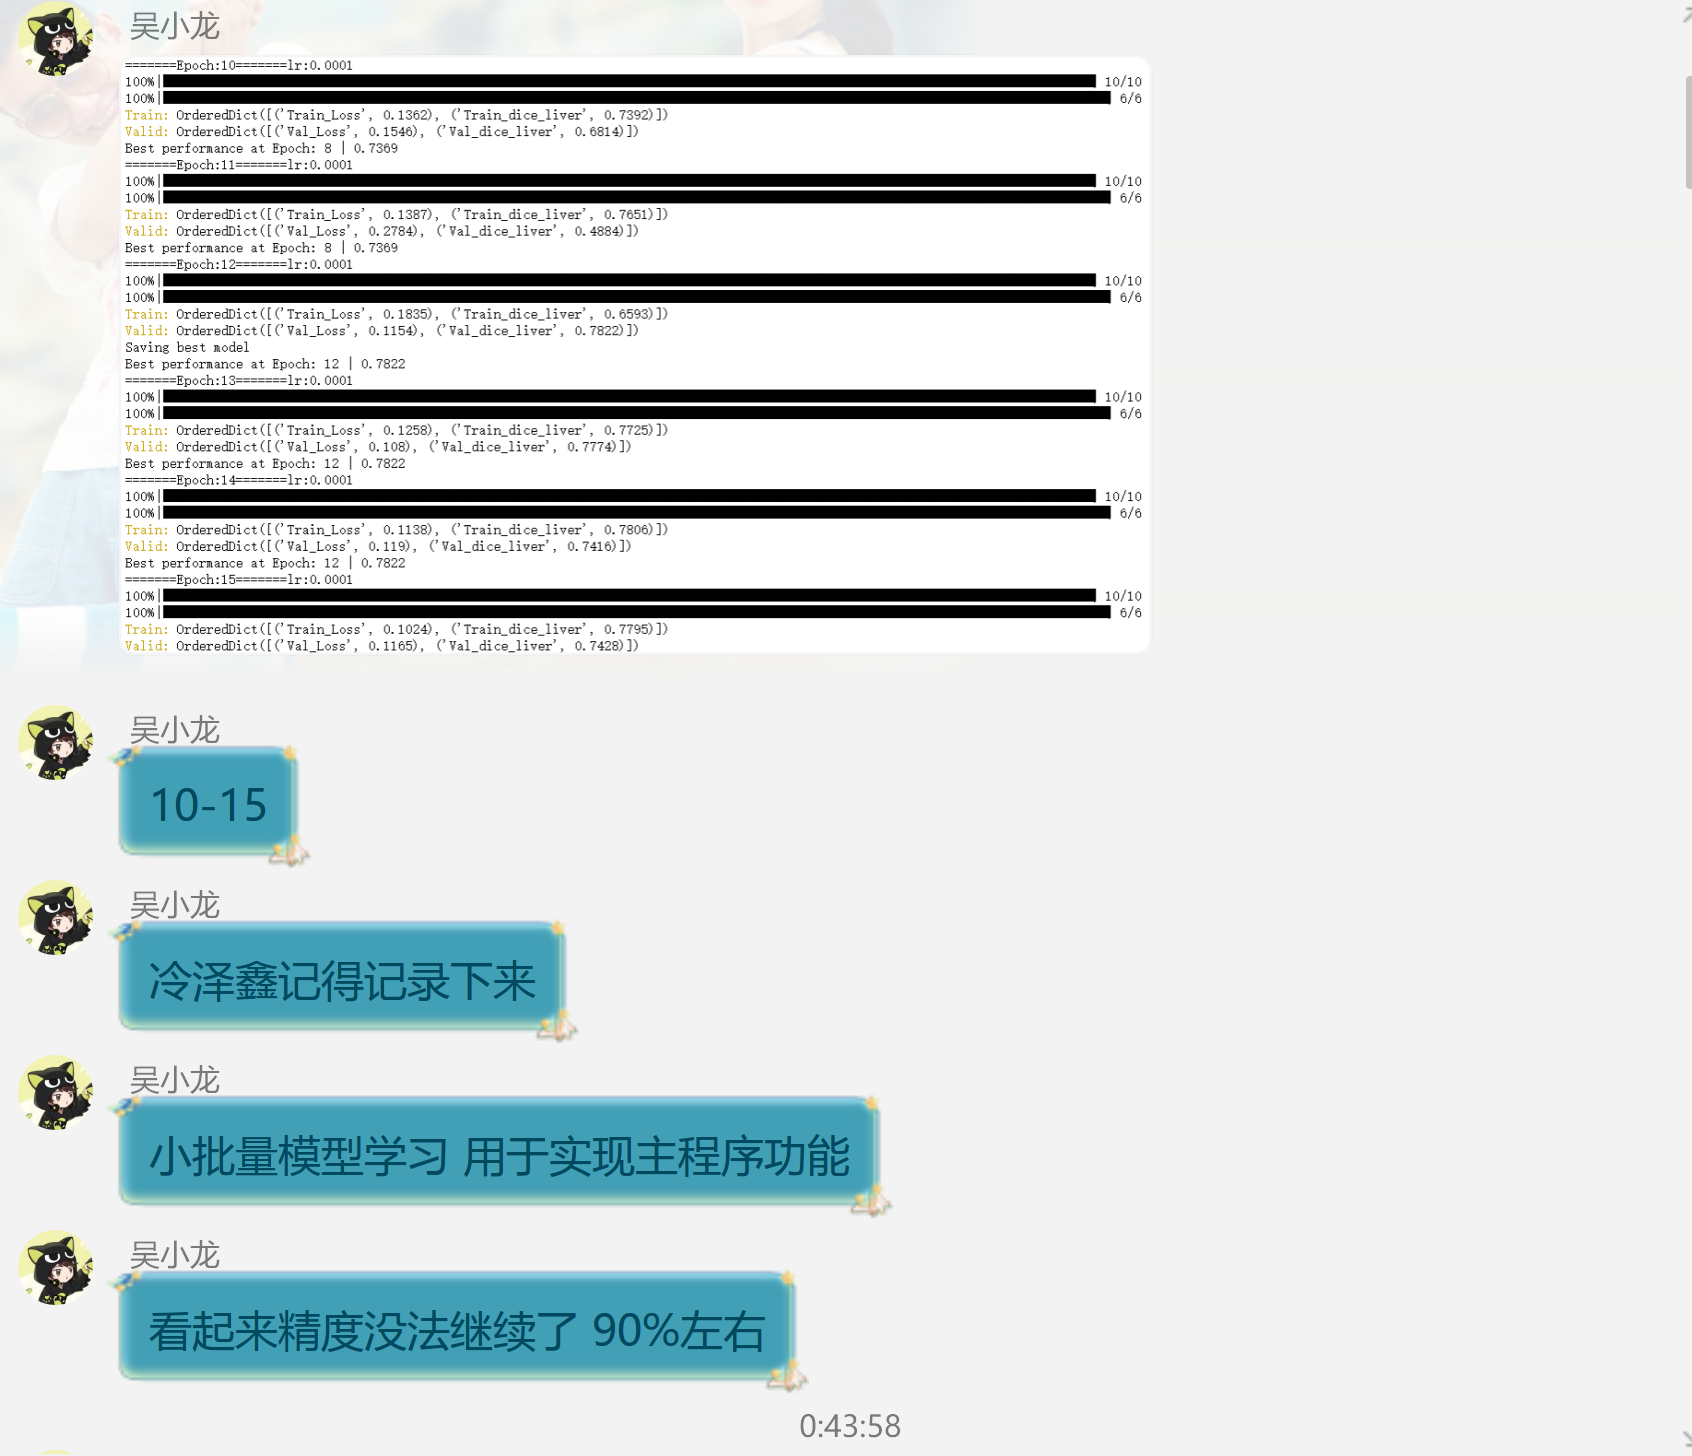 吴小龙
=======Epoch:10=======lr:0.0001
100%| 10/10
100%| 6/6
Train: OrderedDict([('Train_Loss', 0.1362), ('Train_dice_liver', 0.7392)])
Valid: OrderedDict([('Val_Loss', 0.1546), ('Val_dice_liver', 0.6814)])
Best performance at Epoch: 8 | 0.7369
=======Epoch:11=======lr:0.0001
100%| 10/10
100%| 6/6
Train: OrderedDict([('Train_Loss', 0.1387), ('Train_dice_liver', 0.7651)])
Valid: OrderedDict([('Val_Loss', 0.2784), ('Val_dice_liver', 0.4884)])
Best performance at Epoch: 8 | 0.7369
=======Epoch:12=======lr:0.0001
100%| 10/10
100%| 6/6
Train: OrderedDict([('Train_Loss', 0.1835), ('Train_dice_liver', 0.6593)])
Valid: OrderedDict([('Val_Loss', 0.1154), ('Val_dice_liver', 0.7822)])
Saving best model
Best performance at Epoch: 12 | 0.7822
=======Epoch:13=======lr:0.0001
100%| 10/10
100%| 6/6
Train: OrderedDict([('Train_Loss', 0.1258), ('Train_dice_liver', 0.7725)])
Valid: OrderedDict([('Val_Loss', 0.108), ('Val_dice_liver', 0.7774)])
Best performance at Epoch: 12 | 0.7822
=======Epoch:14=======lr:0.0001
100%| 10/10
100%| 6/6
Train: OrderedDict([('Train_Loss', 0.1138), ('Train_dice_liver', 0.7806)])
Valid: OrderedDict([('Val_Loss', 0.119), ('Val_dice_liver', 0.7416)])
Best performance at Epoch: 12 | 0.7822
=======Epoch:15=======lr:0.0001
100%| 10/10
100%| 6/6
Train: OrderedDict([('Train_Loss', 0.1024), ('Train_dice_liver', 0.7795)])
Valid: OrderedDict([('Val_Loss', 0.1165), ('Val_dice_liver', 0.7428)])
吴小龙
10-15
吴小龙
冷泽鑫记得记录下来
吴小龙
小批量模型学习 用于实现主程序功能
吴小龙
看起来精度没法继续了 90%左右
0:43:58